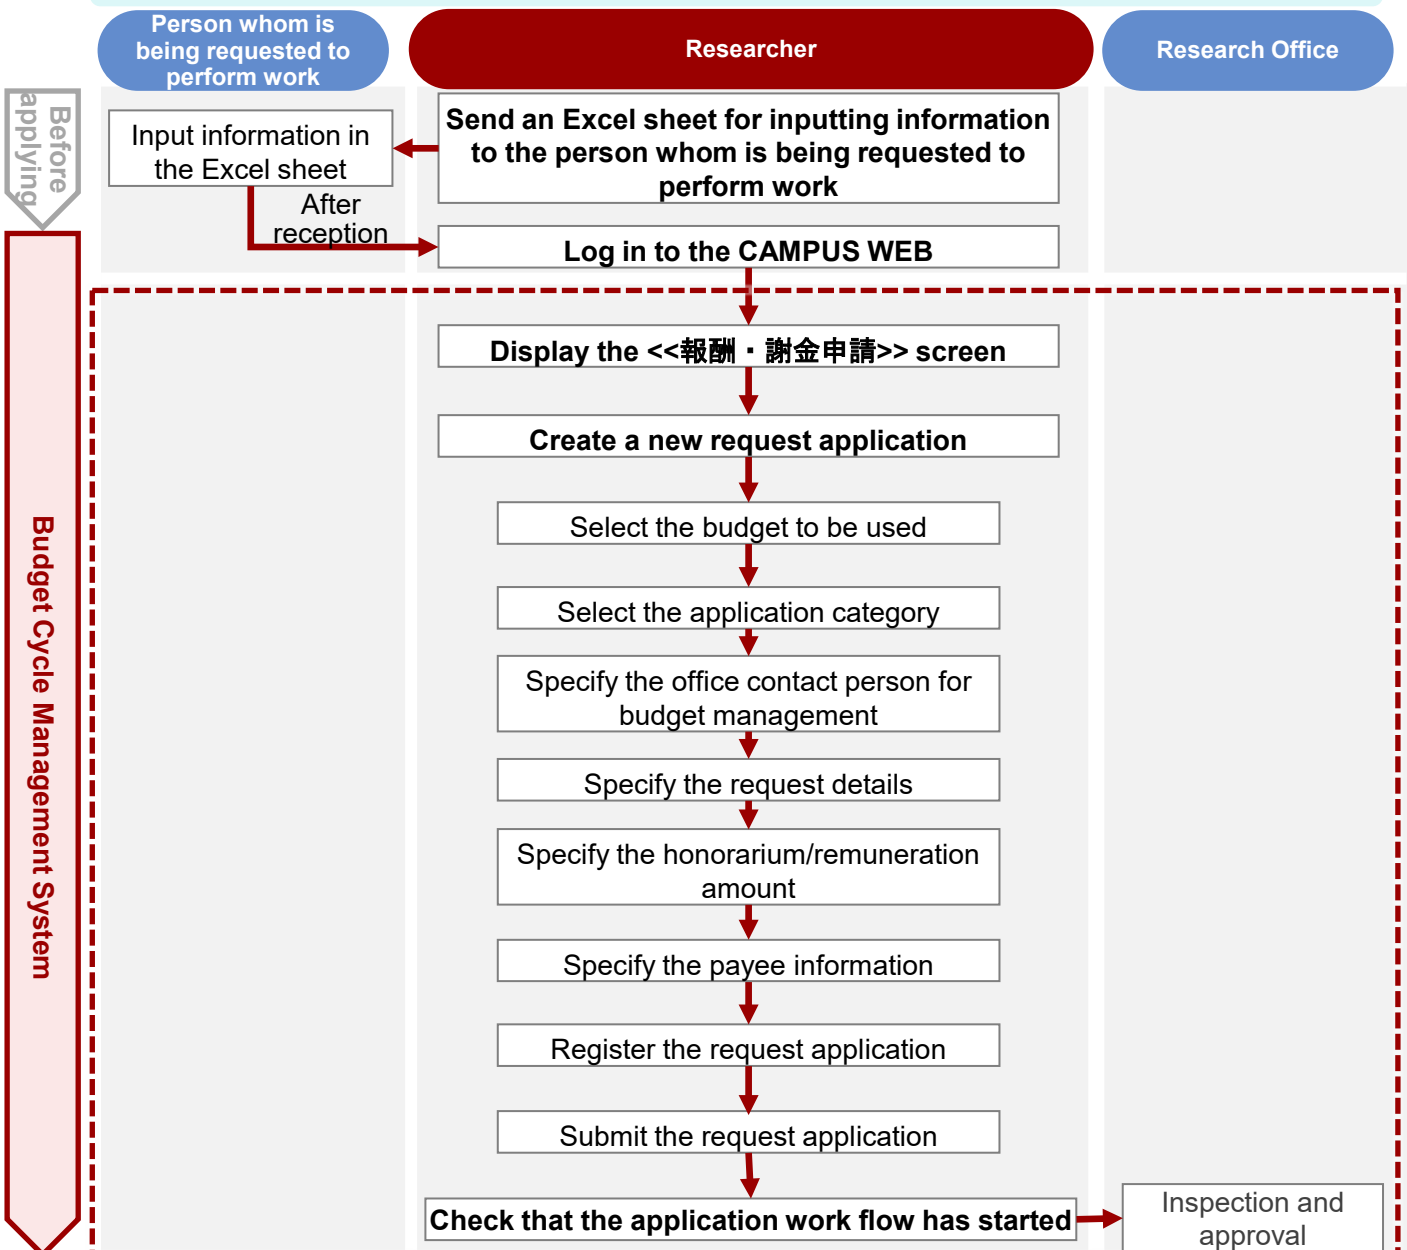 Person whom is
being requested to
perform work
Researcher
Research Office
Before
applying
Input information in
the Excel sheet
Send an Excel sheet for inputting information
to the person whom is being requested to
perform work
After
reception
Log in to the CAMPUS WEB
Budget Cycle Management System
Display the <<報酬・謝金申請>> screen
Create a new request application
Select the budget to be used
Select the application category
Specify the office contact person for
budget management
Specify the request details
Specify the honorarium/remuneration
amount
Specify the payee information
Register the request application
Submit the request application
Check that the application work flow has started
Inspection and
approval